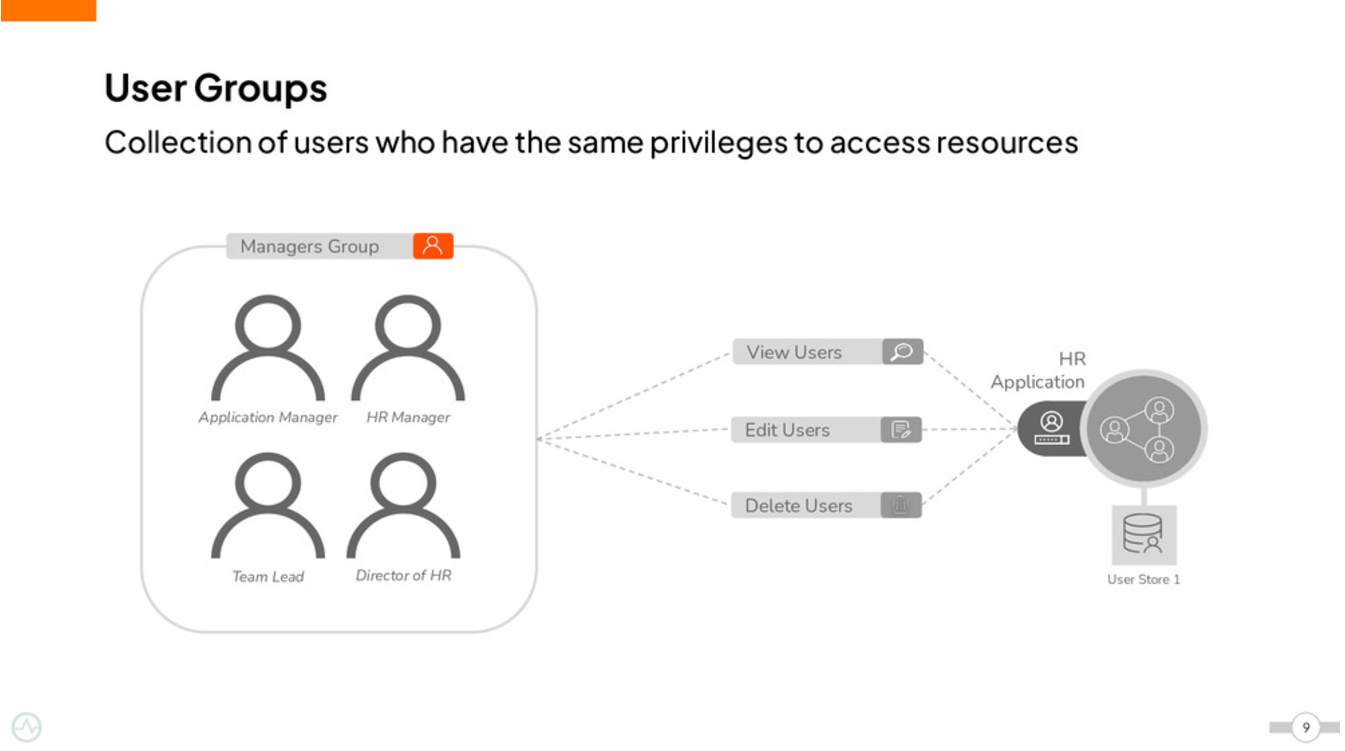 User Groups
Collection of users who have the same privileges to access resources
Managers Group
Application Manager
HR Manager
Team Lead
Director of HR
View Users
Edit Users
Delete Users
HR
Application
User Store 1
9